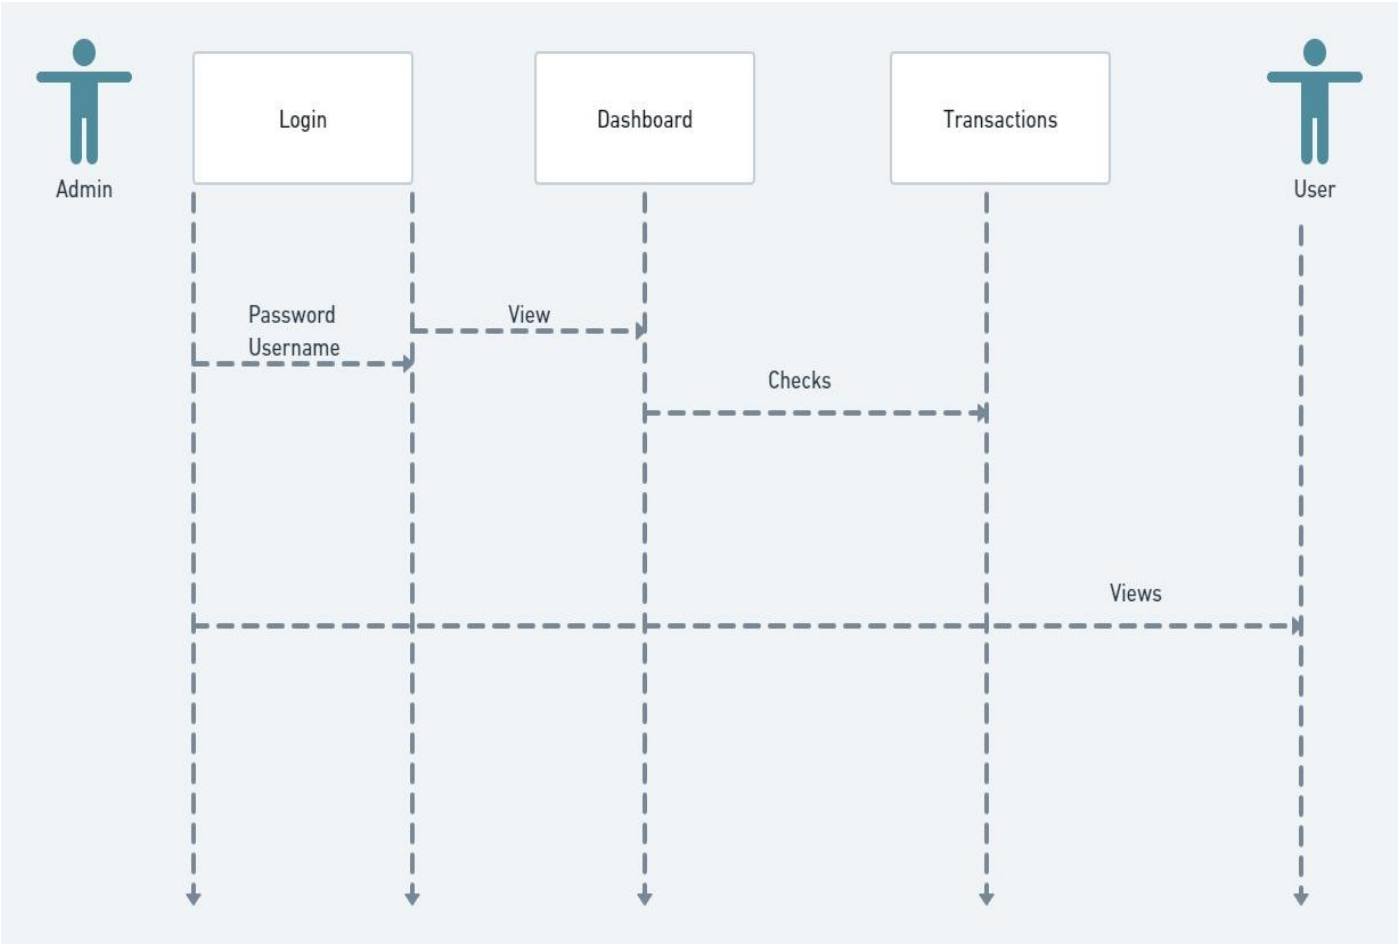 Login
Dashboard
Transactions
Admin
User
Password
Username
View
Checks
Views